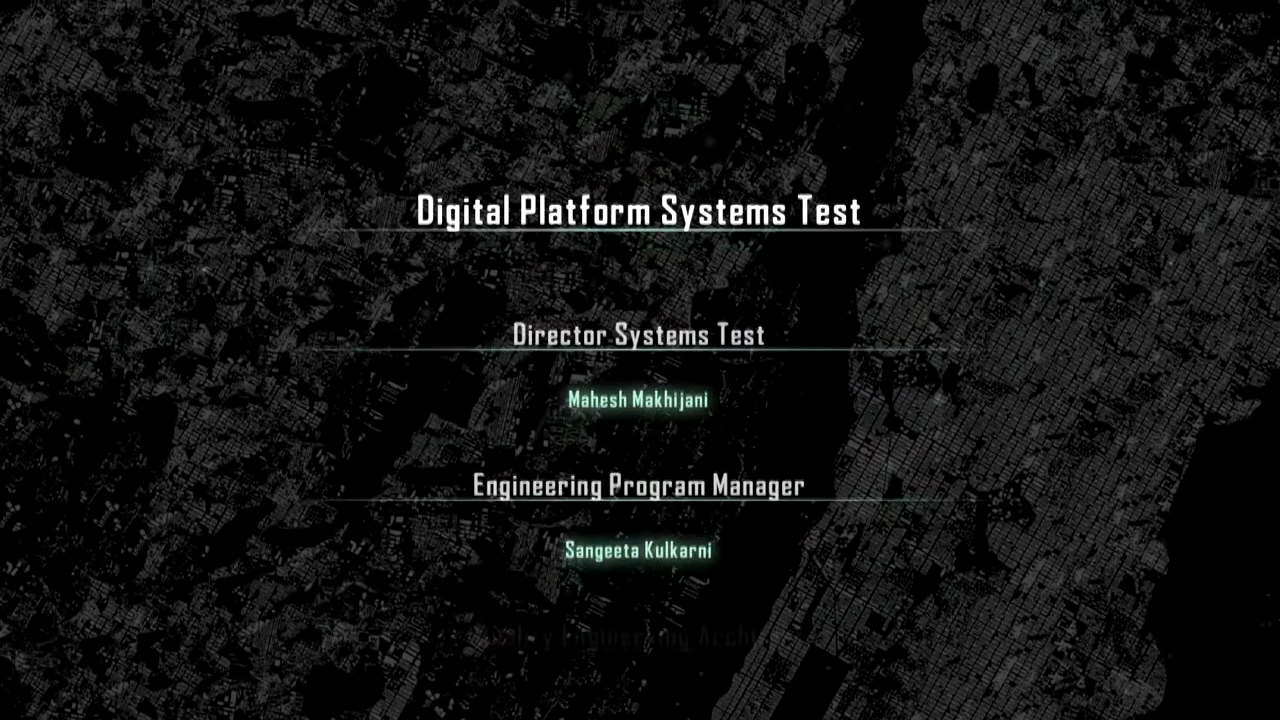 Digital Platform Systems Test
Director Systems Test
Mahesh Makhijani
Engineering Program Manager
Sangeeta Kulkarni